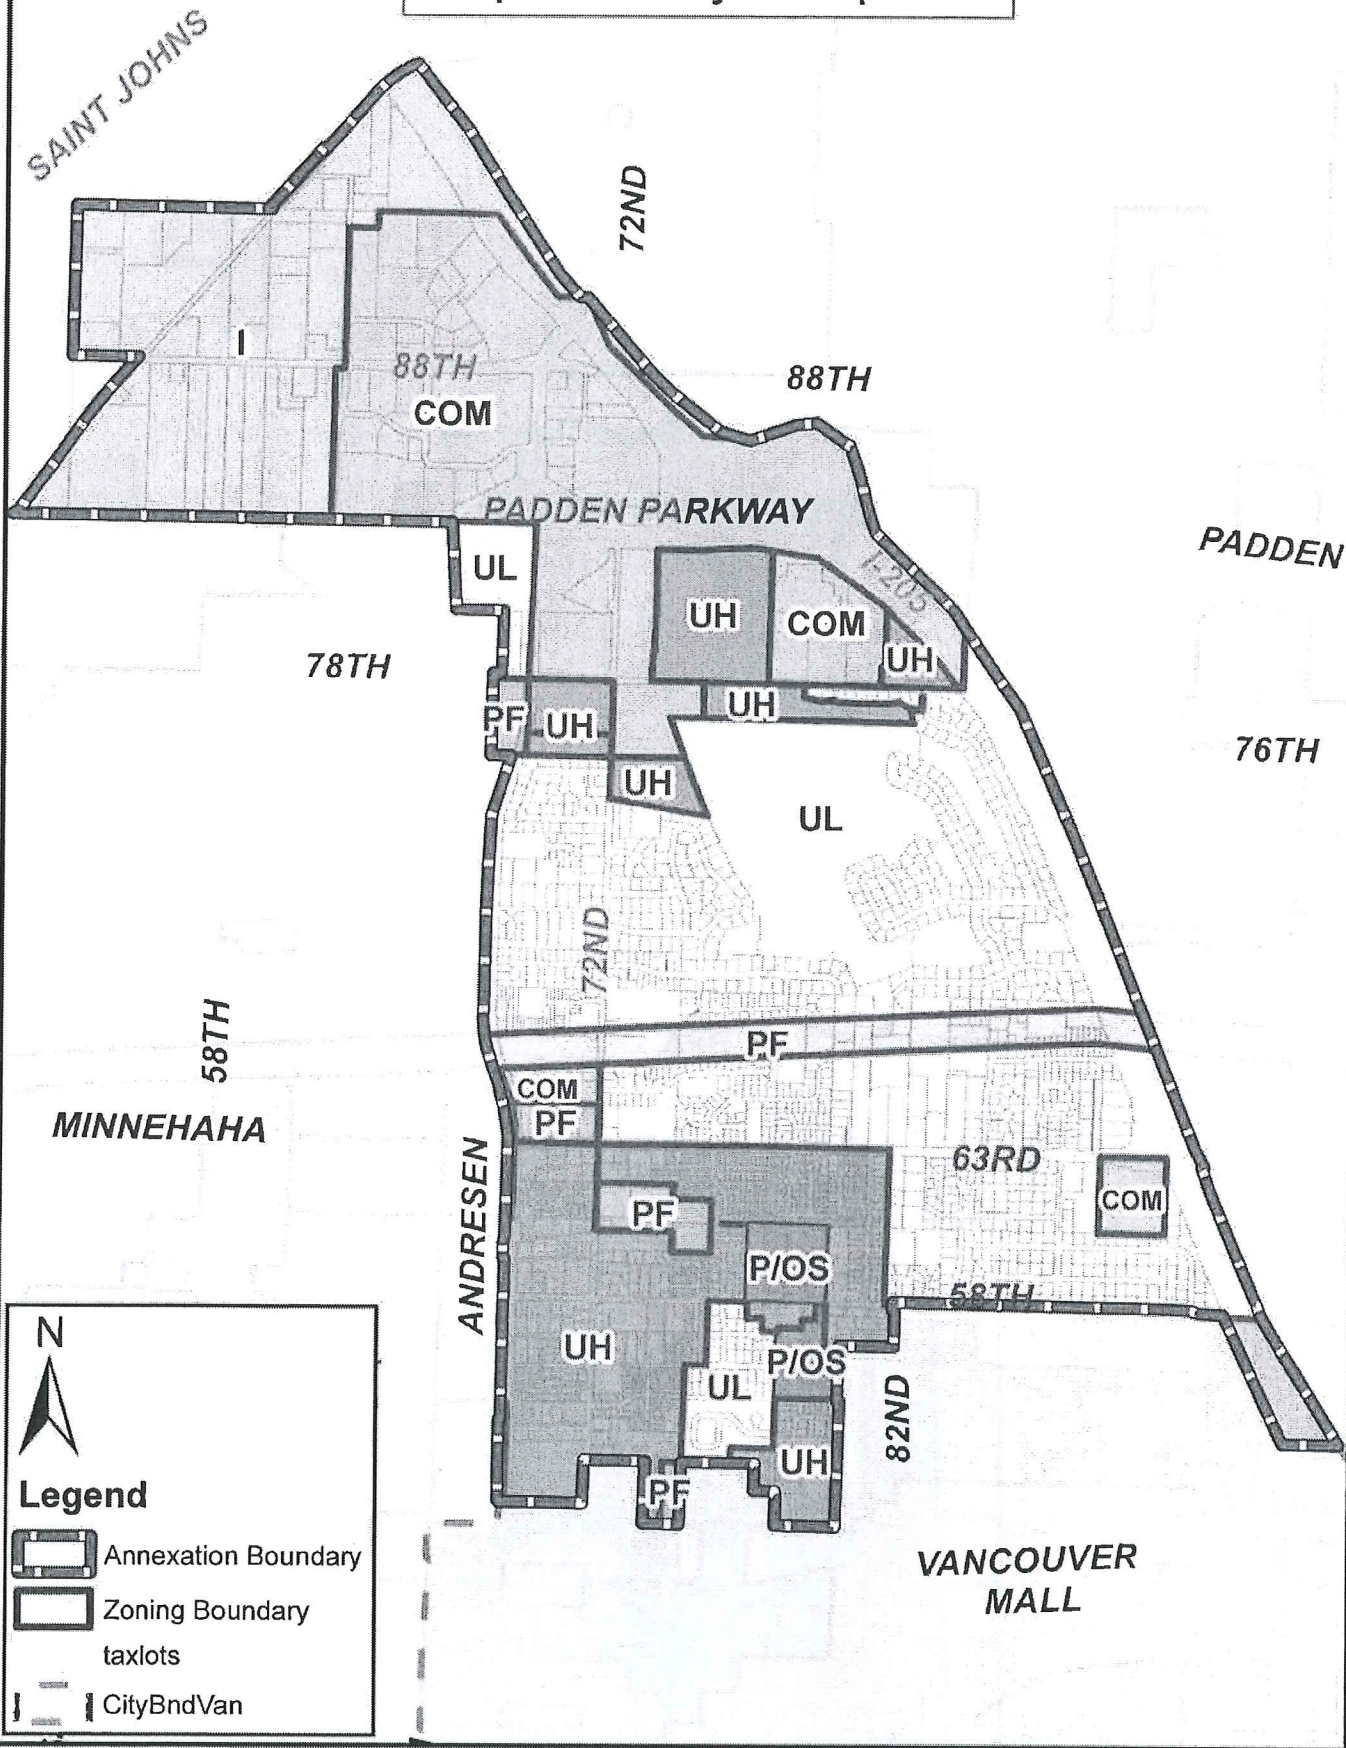 SAINT JOHNS
72ND
I
88TH
COM
88TH
PADDEN PARKWAY
PADDEN
UL
I-205
UH
COM
UH
78TH
PF
UH
UH
76TH
UH
UL
72ND
58TH
PF
COM
PF
MINNEHAHA
63RD
COM
ANDRESEN
PF
P/OS
58TH
UH
P/OS
UL
82ND
UH
PF
VANCOUVER
MALL
N
Legend
Annexation Boundary
Zoning Boundary
taxlots
CityBndVan